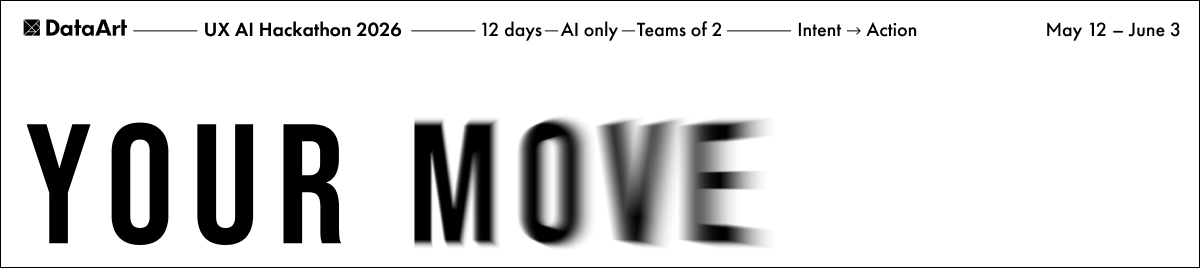 DataArt — UX AI Hackathon 2026 — 12 days—AI only—Teams of 2 — Intent → Action May 12 – June 3
YOUR MOVE